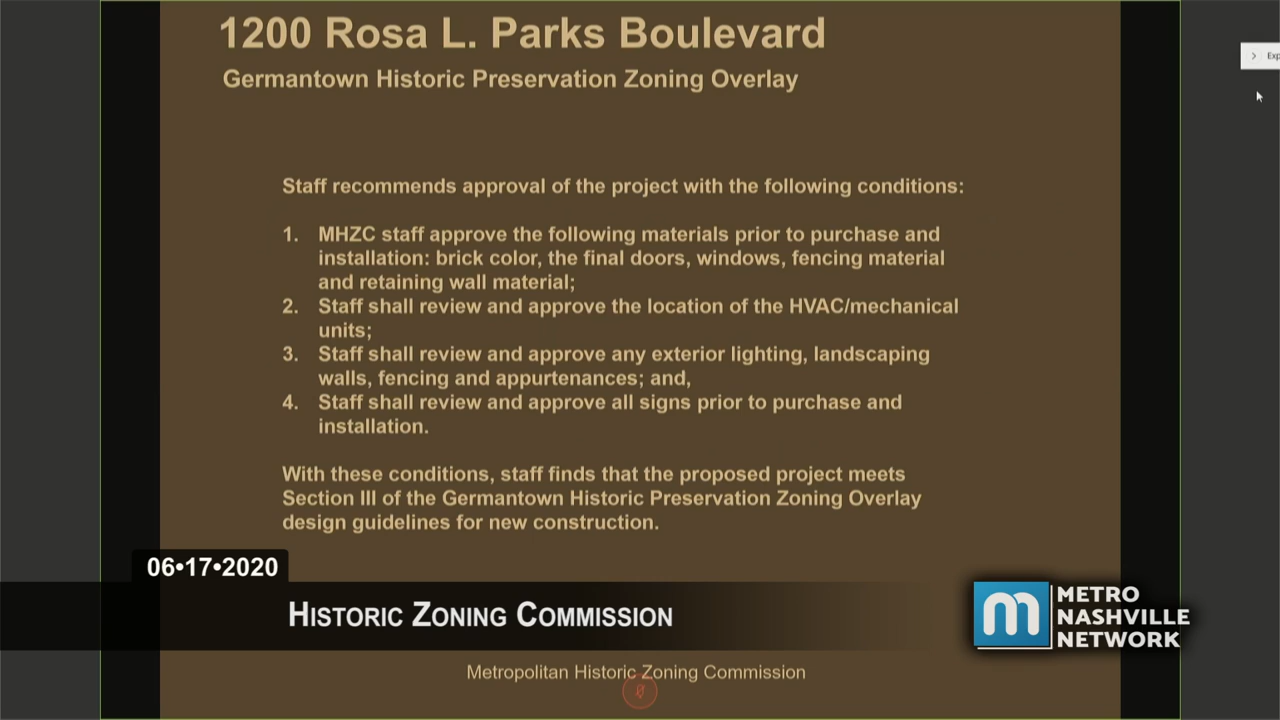 1200 Rosa L. Parks Boulevard
Germantown Historic Preservation Zoning Overlay
Staff recommends approval of the project with the following conditions:
1. MHZC staff approve the following materials prior to purchase and
installation: brick color, the final doors, windows, fencing material
and retaining wall material;
2. Staff shall review and approve the location of the HVAC/mechanical
units;
3. Staff shall review and approve any exterior lighting, landscaping
walls, fencing and appurtenances; and,
4. Staff shall review and approve all signs prior to purchase and
installation.
With these conditions, staff finds that the proposed project meets
Section III of the Germantown Historic Preservation Zoning Overlay
design guidelines for new construction.
06•17•2020
Historic Zoning Commission
METRO
NASHVILLE
NETWORK
Metropolitan Historic Zoning Commission